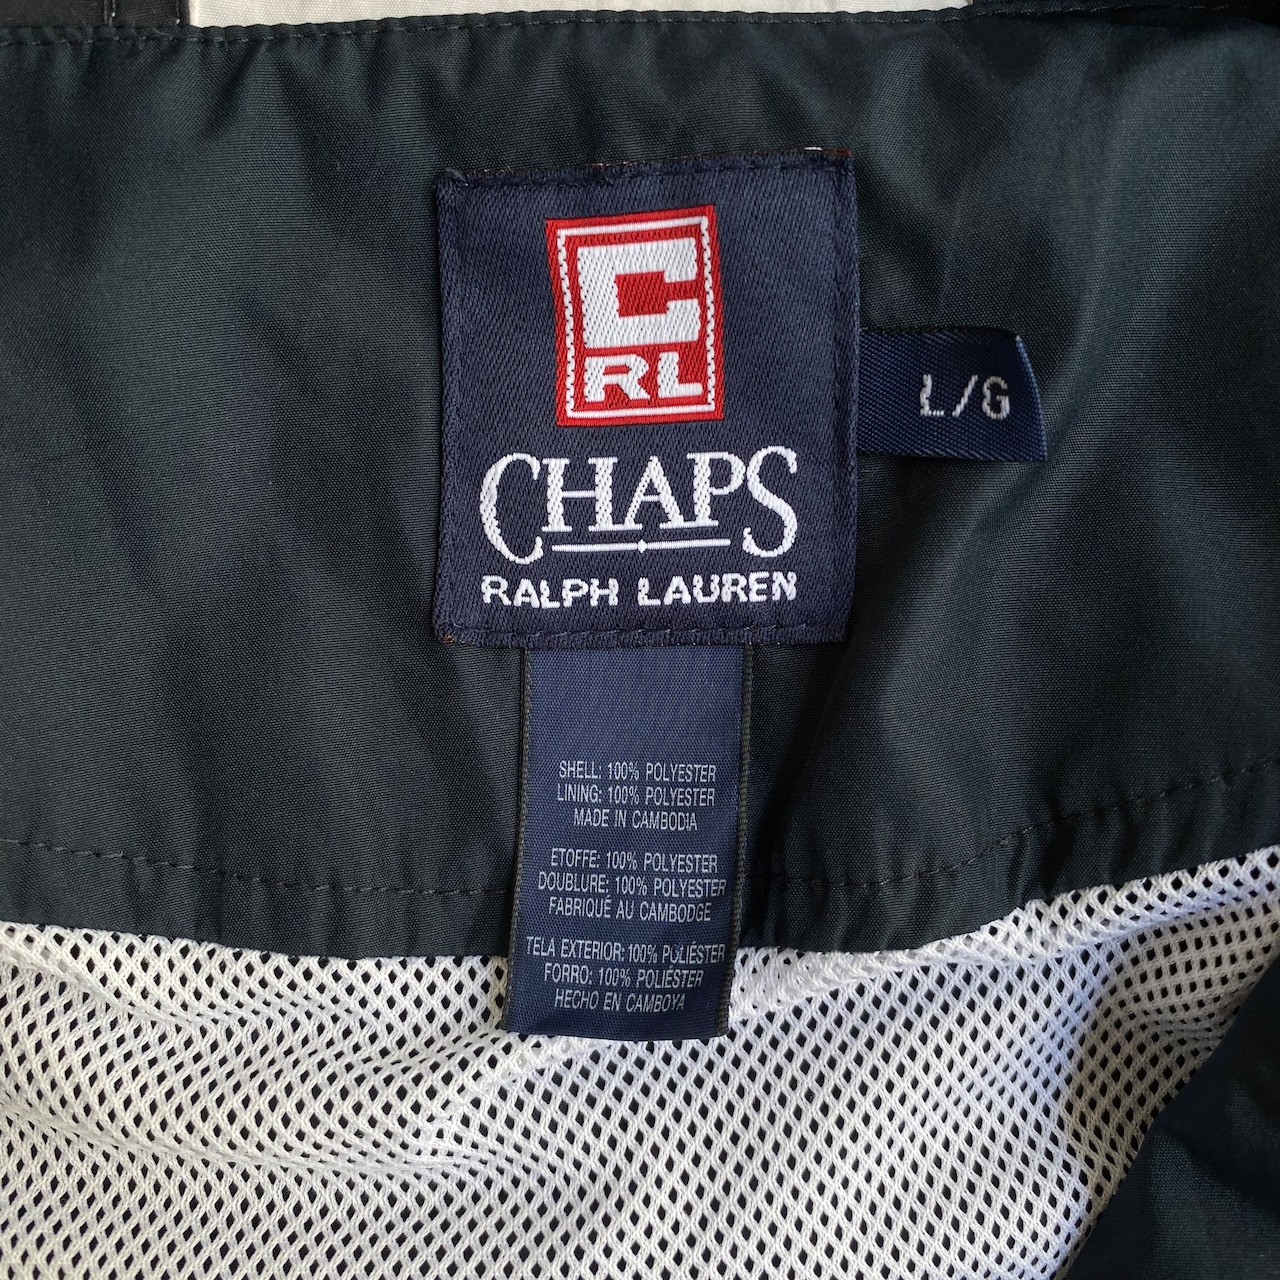 C
RL
CHAPS
RALPH LAUREN
L/G
SHELL: 100% POLYESTER
LINING: 100% POLYESTER
MADE IN CAMBODIA
ETOFFE: 100% POLYESTER
DOUBLURE: 100% POLYESTER
FABRIQUÉ AU CAMBODGE
TELA EXTERIOR: 100% POLIÉSTER
FORRO: 100% POLIÉSTER
HECHO EN CAMBOYA